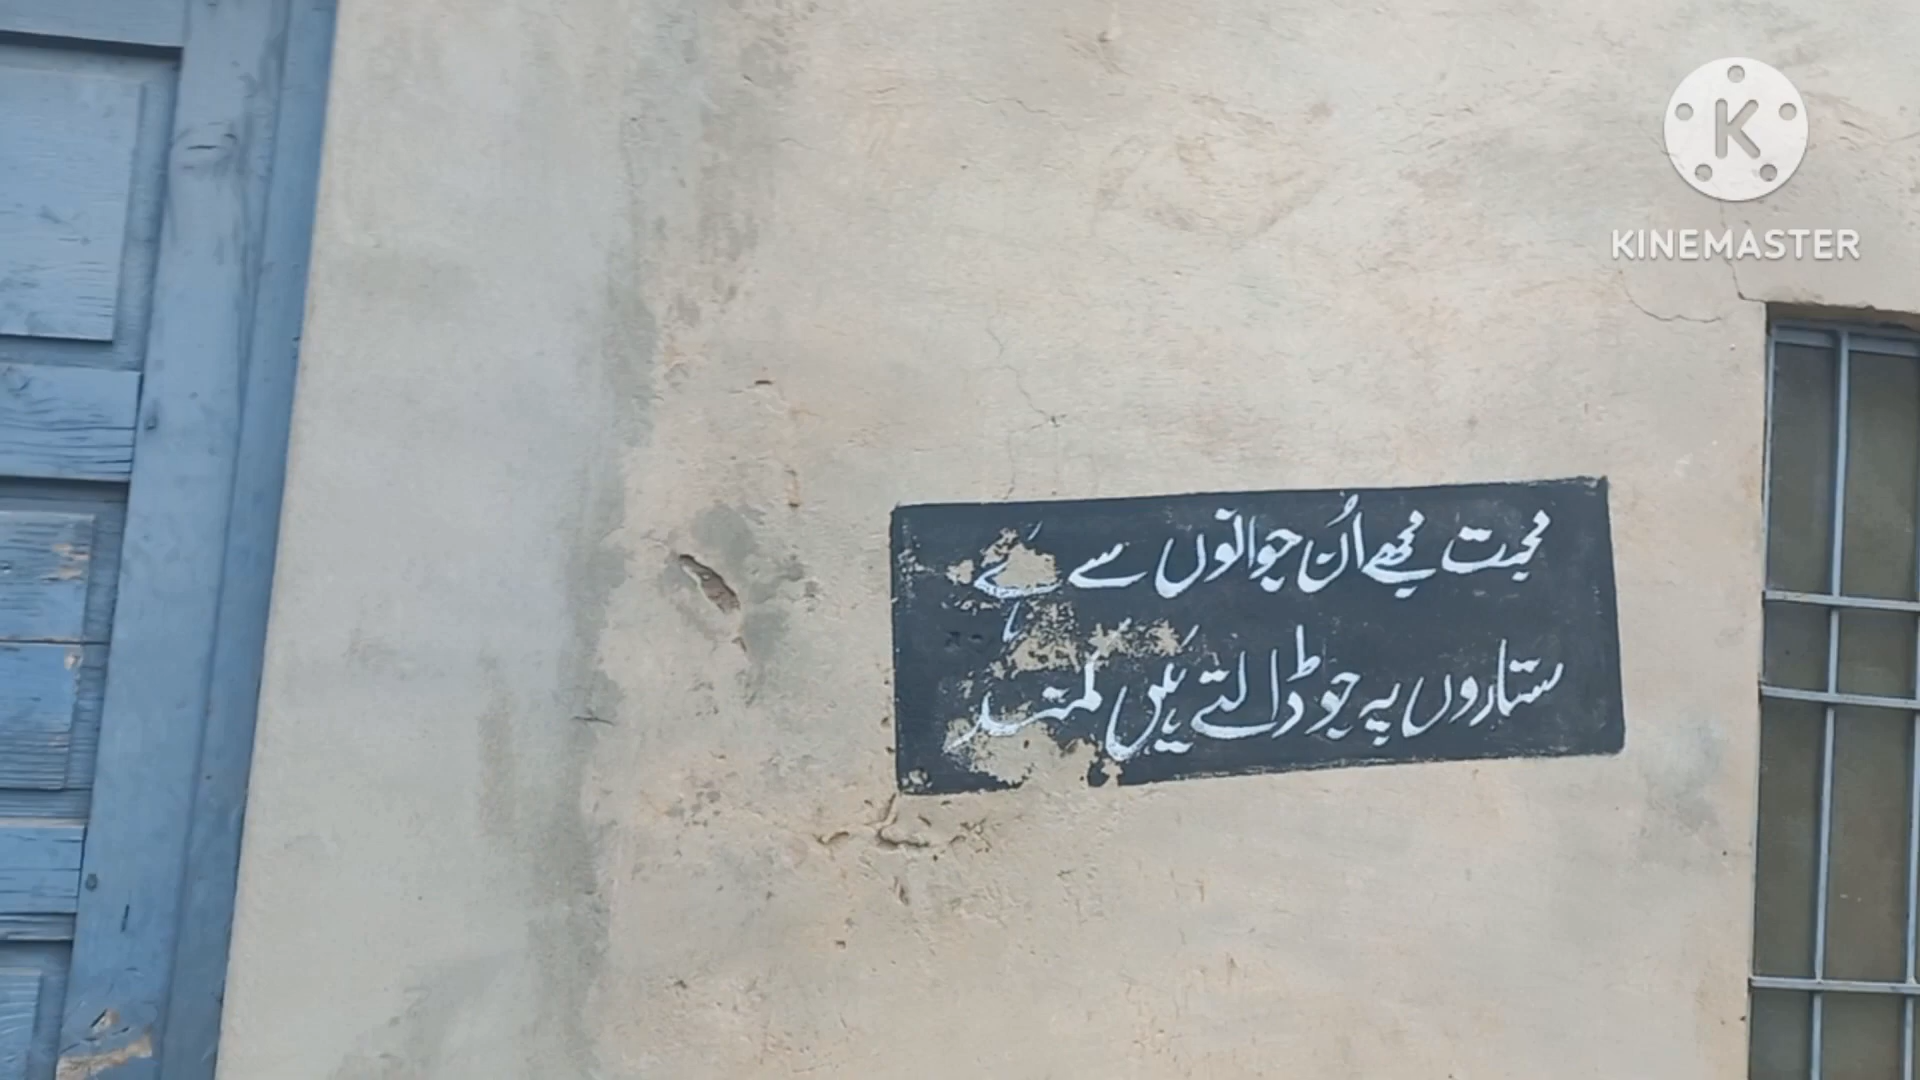 KINEMASTER
محبت مجھے اُن جوانوں سے ہے
ستاروں پہ جو ڈالتے ہیں کمند